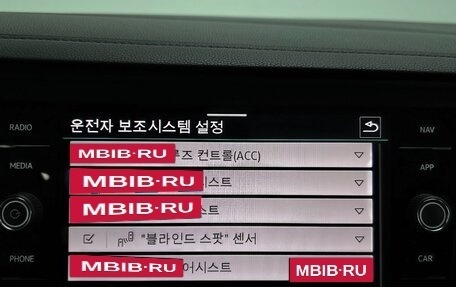 운전자 보조시스템 설정
RADIO
NAV
MBIB-RU 컨트롤(ACC)
MEDIA
APP
MBIB-RU 시스트
MBIB-RU 스트
"블라인드 스팟" 센서
PHONE
CAR
MBIB-RU 어시스트 MBIB-RU